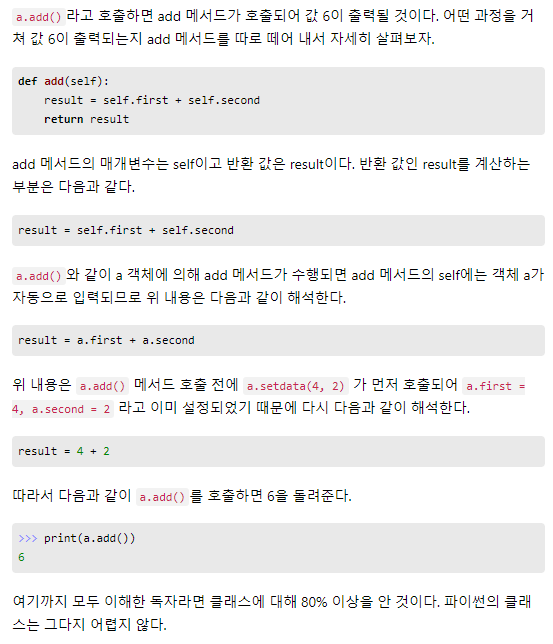 a.add() 라고 호출하면 add 메서드가 호출되어 값 6이 출력될 것이다. 어떤 과정을 거
쳐 값 6이 출력되는지 add 메서드를 따로 떼어 내서 자세히 살펴보자.
def add(self):
    result = self.first + self.second
    return result
add 메서드의 매개변수는 self이고 반환 값은 result이다. 반환 값인 result를 계산하는
부분은 다음과 같다.
result = self.first + self.second
a.add() 와 같이 a 객체에 의해 add 메서드가 수행되면 add 메서드의 self에는 객체 a가
자동으로 입력되므로 위 내용은 다음과 같이 해석한다.
result = a.first + a.second
위 내용은 a.add() 메서드 호출 전에 a.setdata(4, 2) 가 먼저 호출되어 a.first =
4, a.second = 2 라고 이미 설정되었기 때문에 다시 다음과 같이 해석한다.
result = 4 + 2
따라서 다음과 같이 a.add() 를 호출하면 6을 돌려준다.
>>> print(a.add())
6
여기까지 모두 이해한 독자라면 클래스에 대해 80% 이상을 안 것이다. 파이썬의 클래
스는 그다지 어렵지 않다.